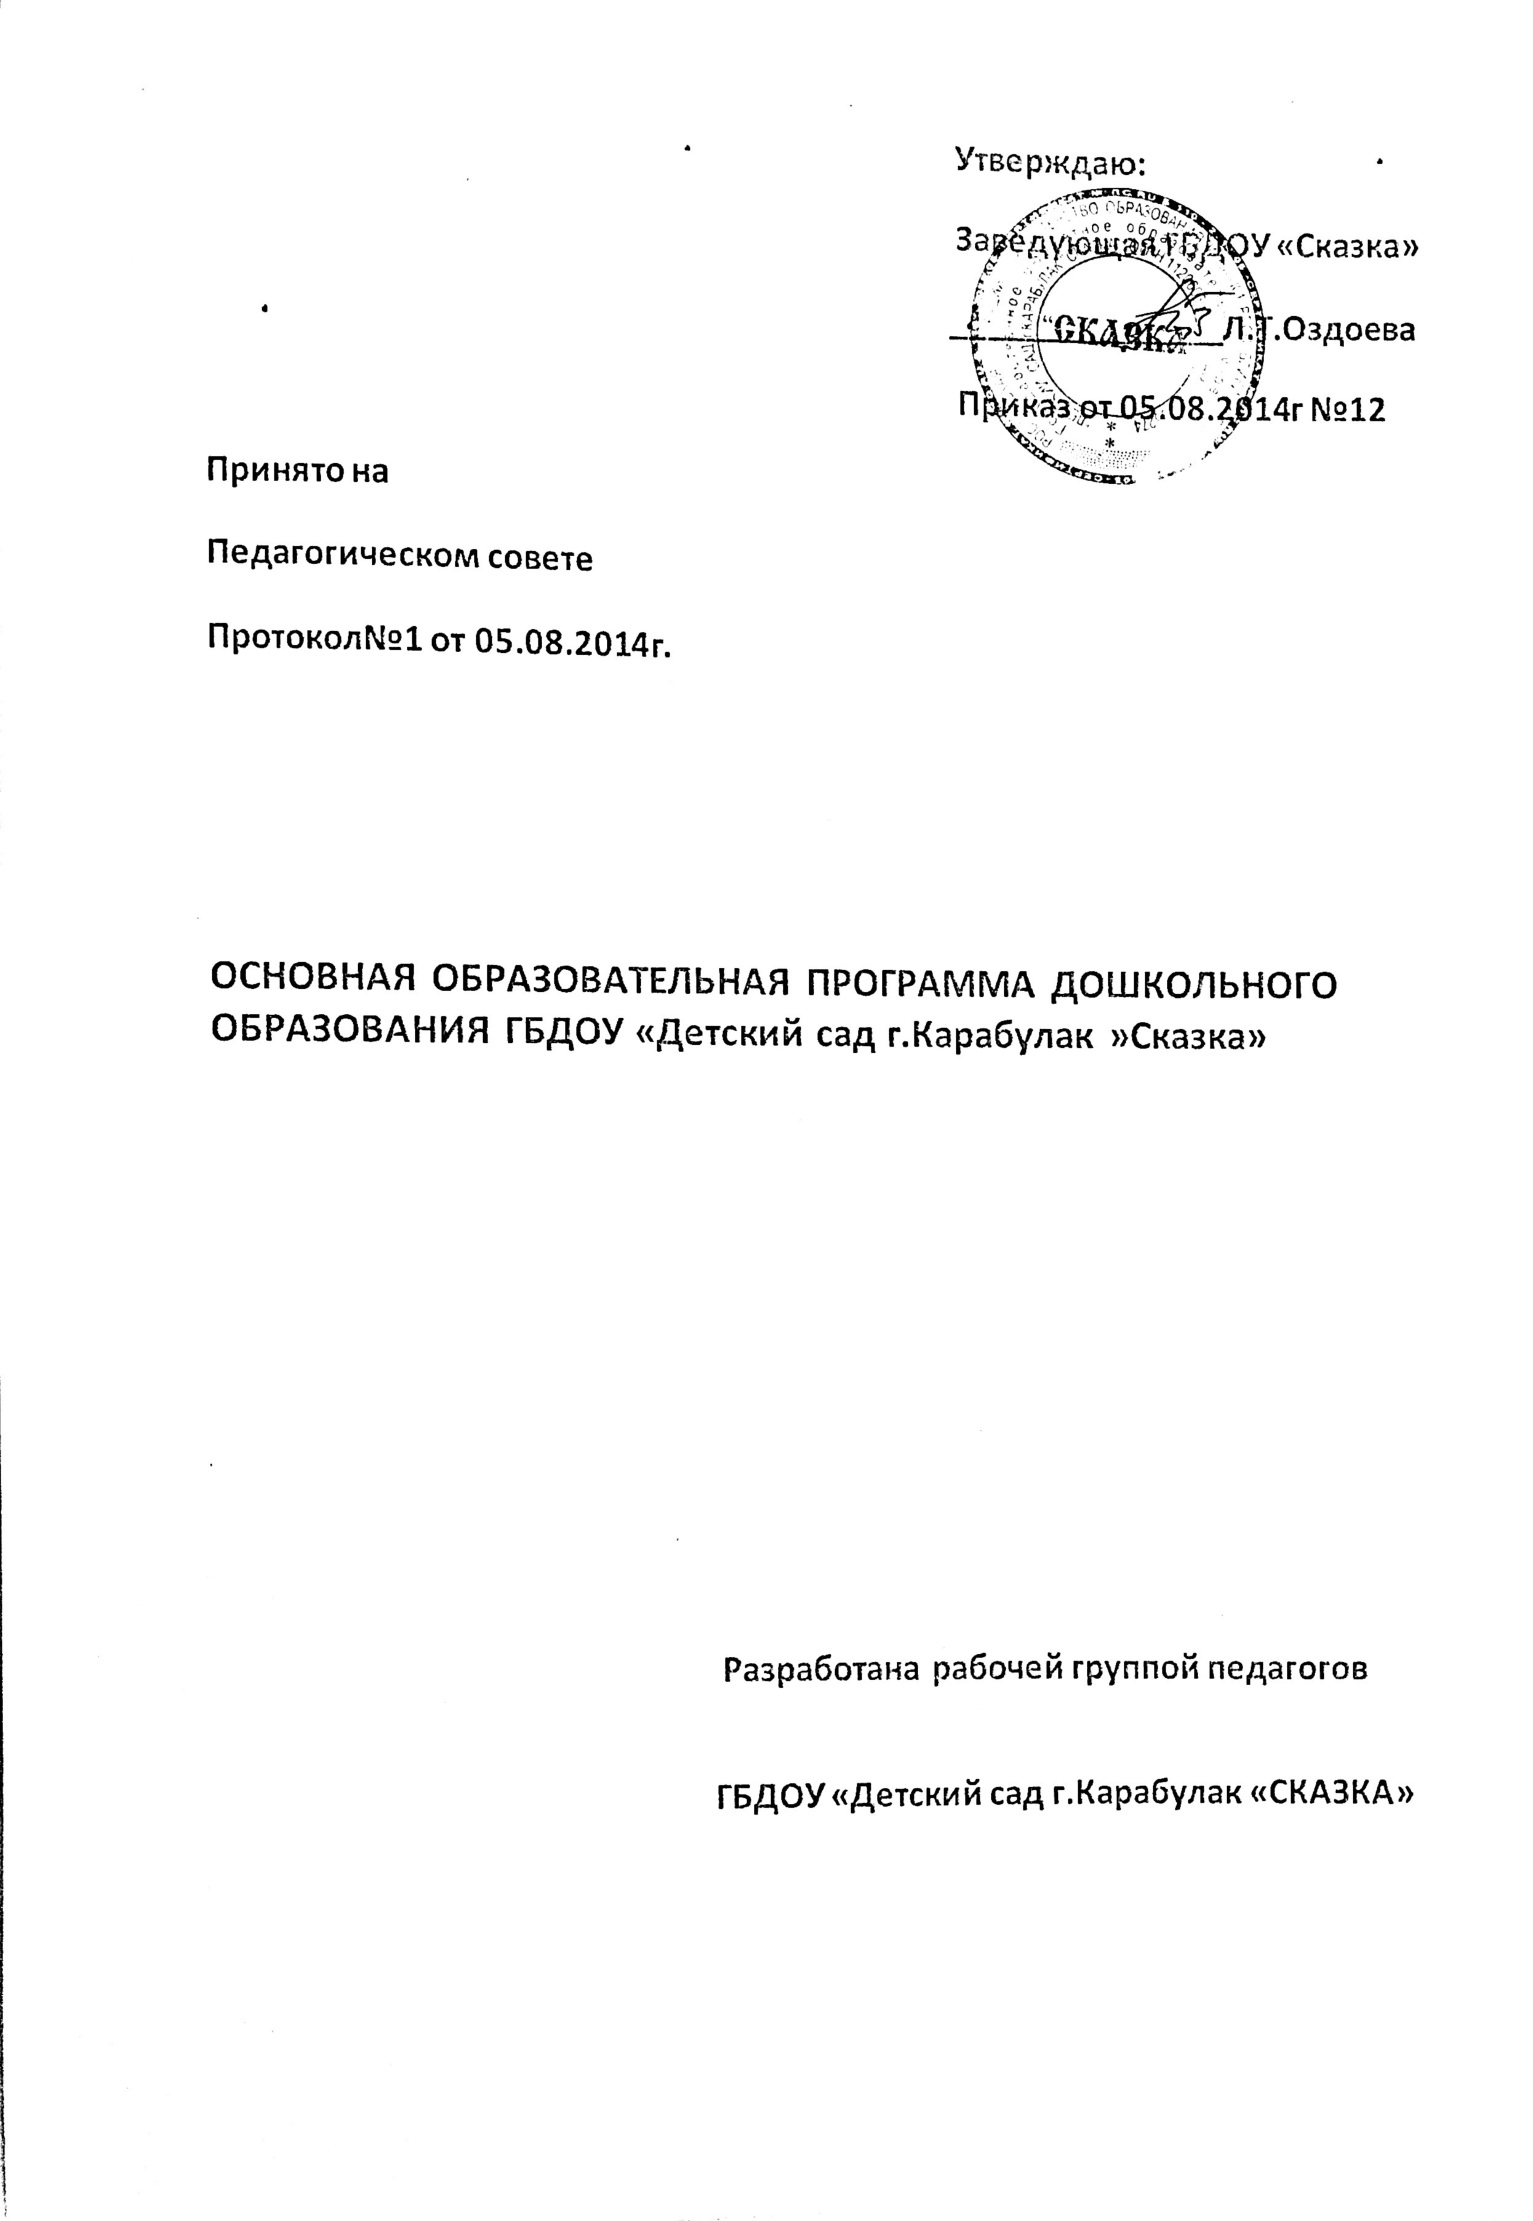 Утверждаю:
Заведующая ГБДОУ «Сказка»
"СКАЗКА"
Л.Т.Оздоева
Приказ от 05.08.2014г №12
Принято на
Педагогическом совете
Протокол№1 от 05.08.2014г.
ОСНОВНАЯ ОБРАЗОВАТЕЛЬНАЯ ПРОГРАММА ДОШКОЛЬНОГО
ОБРАЗОВАНИЯ ГБДОУ «Детский сад г.Карабулак »Сказка»
Разработана рабочей группой педагогов
ГБДОУ «Детский сад г.Карабулак «СКАЗКА»